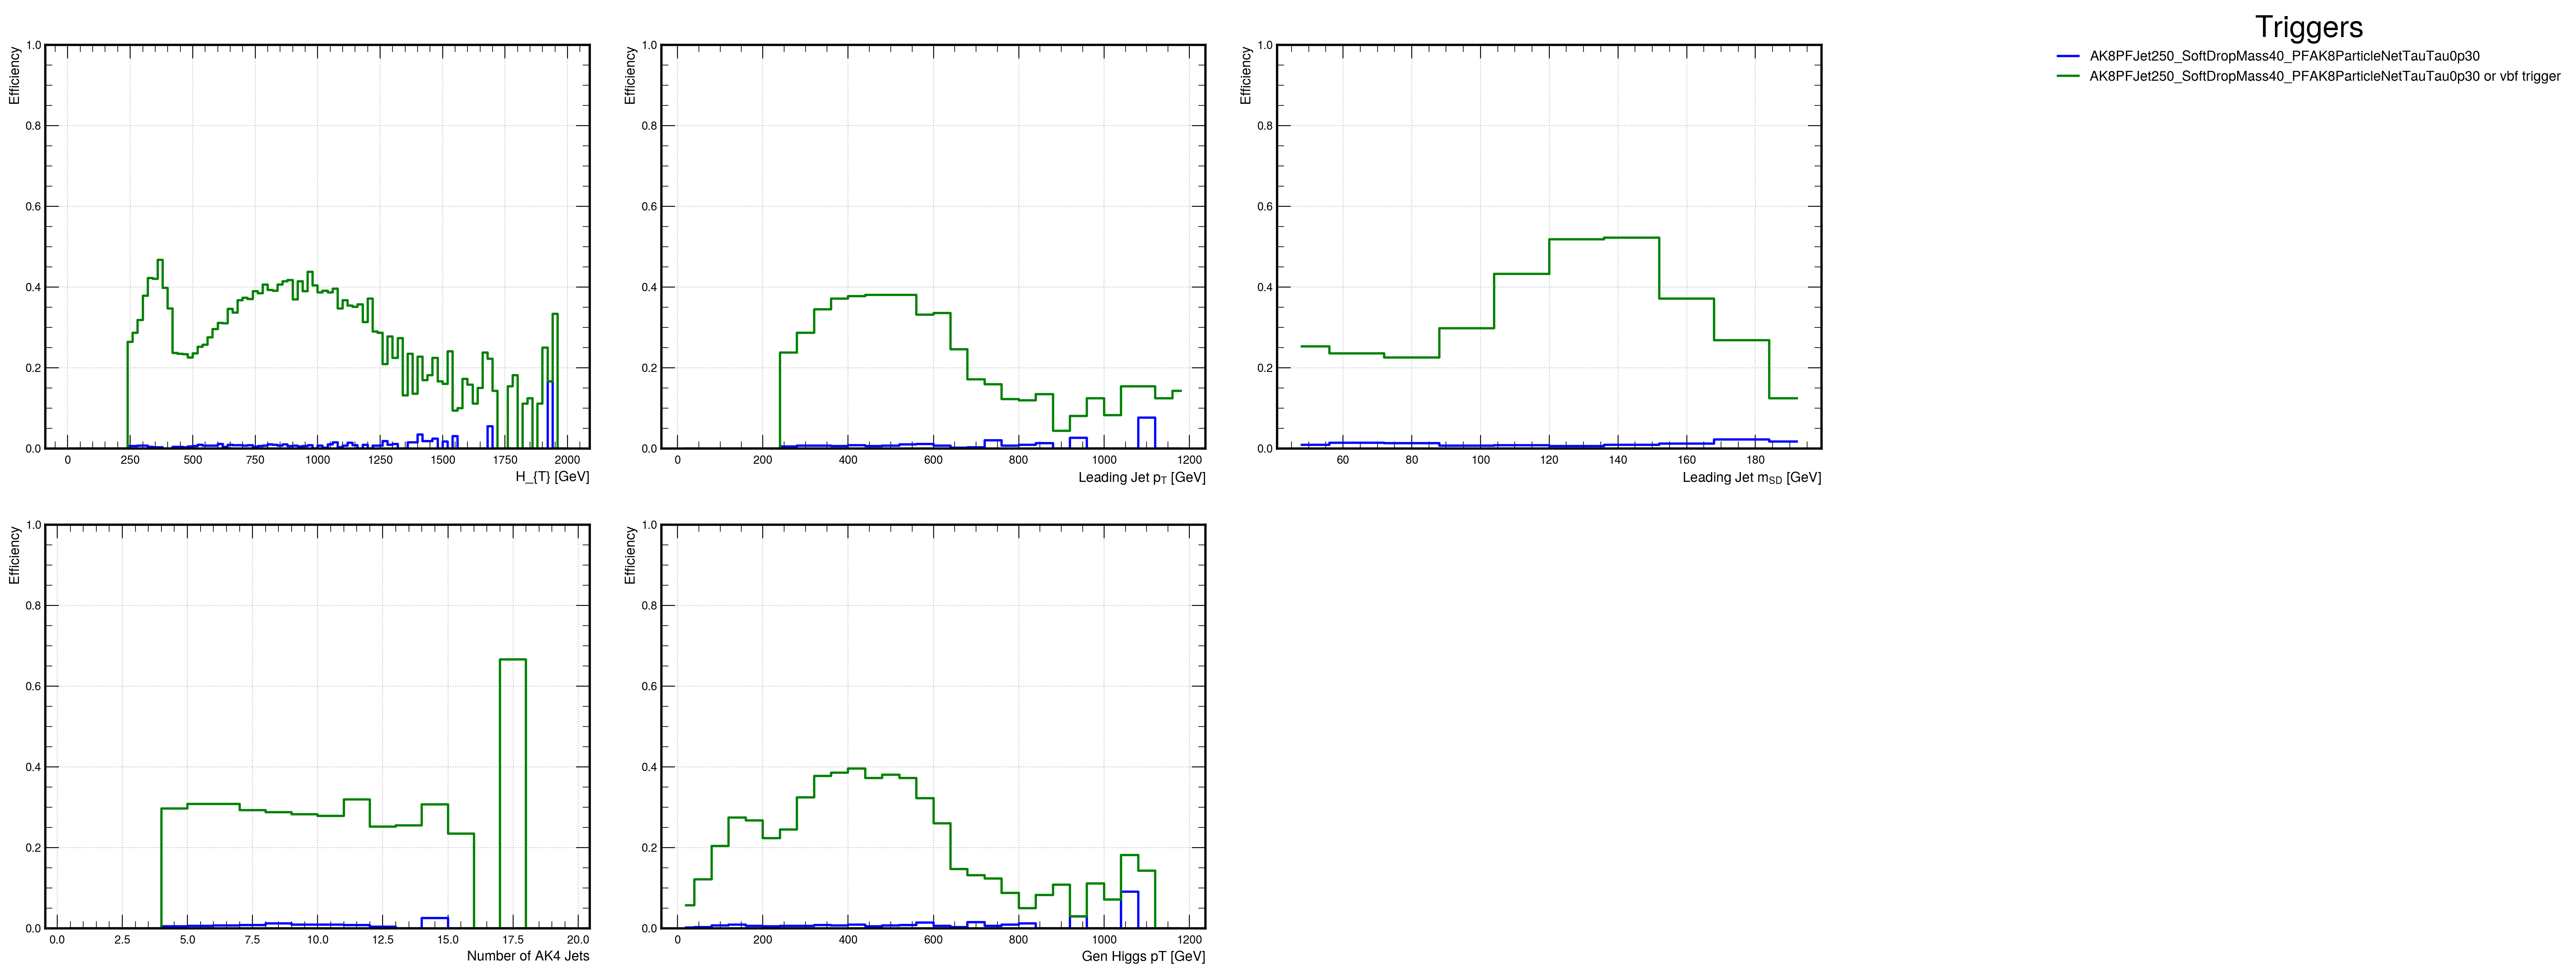 Triggers
AK8PFJet250_SoftDropMass40_PFAK8ParticleNetTauTau0p30
AK8PFJet250_SoftDropMass40_PFAK8ParticleNetTauTau0p30 or vbf trigger
Efficiency
1.0
0.8
0.6
0.4
0.2
0.0
0 250 500 750 1000 1250 1500 1750 2000
H_{T} [GeV]
Efficiency
1.0
0.8
0.6
0.4
0.2
0.0
0 200 400 600 800 1000 1200
Leading Jet pT [GeV]
Efficiency
1.0
0.8
0.6
0.4
0.2
0.0
60 80 100 120 140 160 180
Leading Jet mSD [GeV]
Efficiency
1.0
0.8
0.6
0.4
0.2
0.0
0.0 2.5 5.0 7.5 10.0 12.5 15.0 17.5 20.0
Number of AK4 Jets
Efficiency
1.0
0.8
0.6
0.4
0.2
0.0
0 200 400 600 800 1000 1200
Gen Higgs pT [GeV]